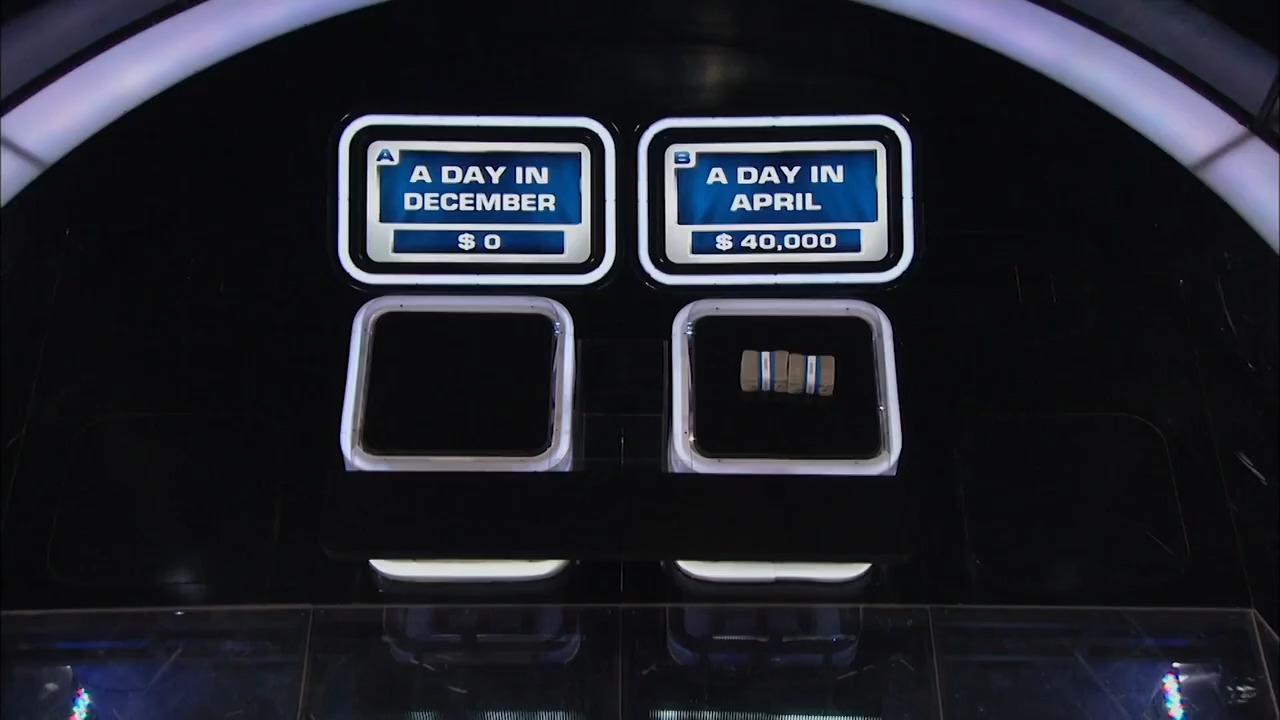 A
A DAY IN
DECEMBER
$ 0
B
A DAY IN
APRIL
$ 40,000